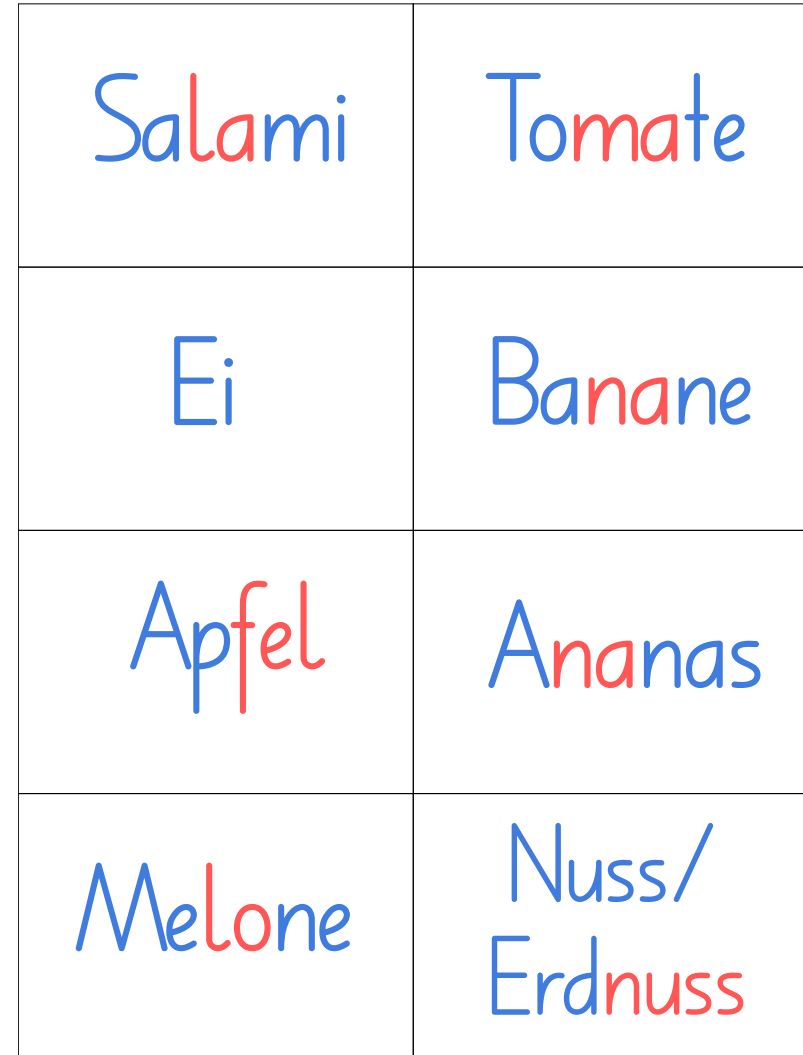 Salami
Tomate
Ei
Banane
Apfel
Ananas
Melone
Nuss/
Erdnuss